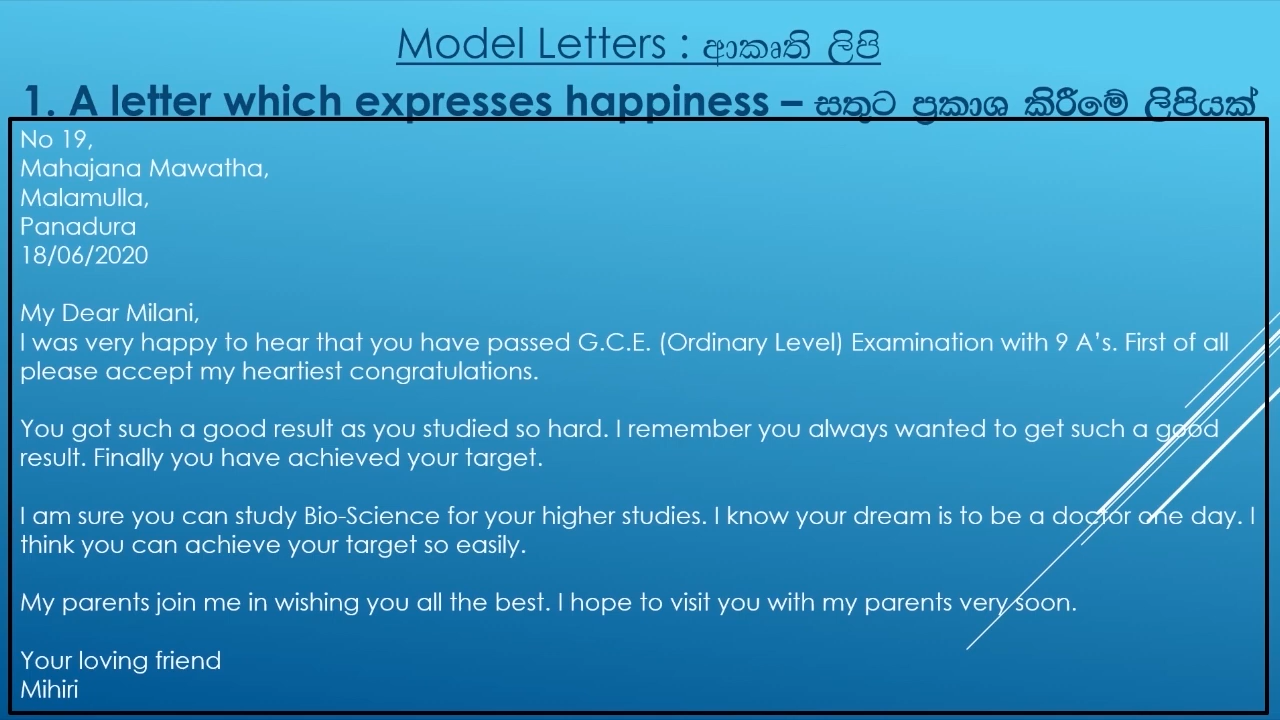 Model Letters : ආකෘති ලිපි
1. A letter which expresses happiness – සතුට ප්‍රකාශ කිරීමේ ලිපියක්
No 19,
Mahajana Mawatha,
Malamulla,
Panadura
18/06/2020
My Dear Milani,
I was very happy to hear that you have passed G.C.E. (Ordinary Level) Examination with 9 A's. First of all
please accept my heartiest congratulations.
You got such a good result as you studied so hard. I remember you always wanted to get such a good
result. Finally you have achieved your target.
I am sure you can study Bio-Science for your higher studies. I know your dream is to be a doctor one day. I
think you can achieve your target so easily.
My parents join me in wishing you all the best. I hope to visit you with my parents very soon.
Your loving friend
Mihiri